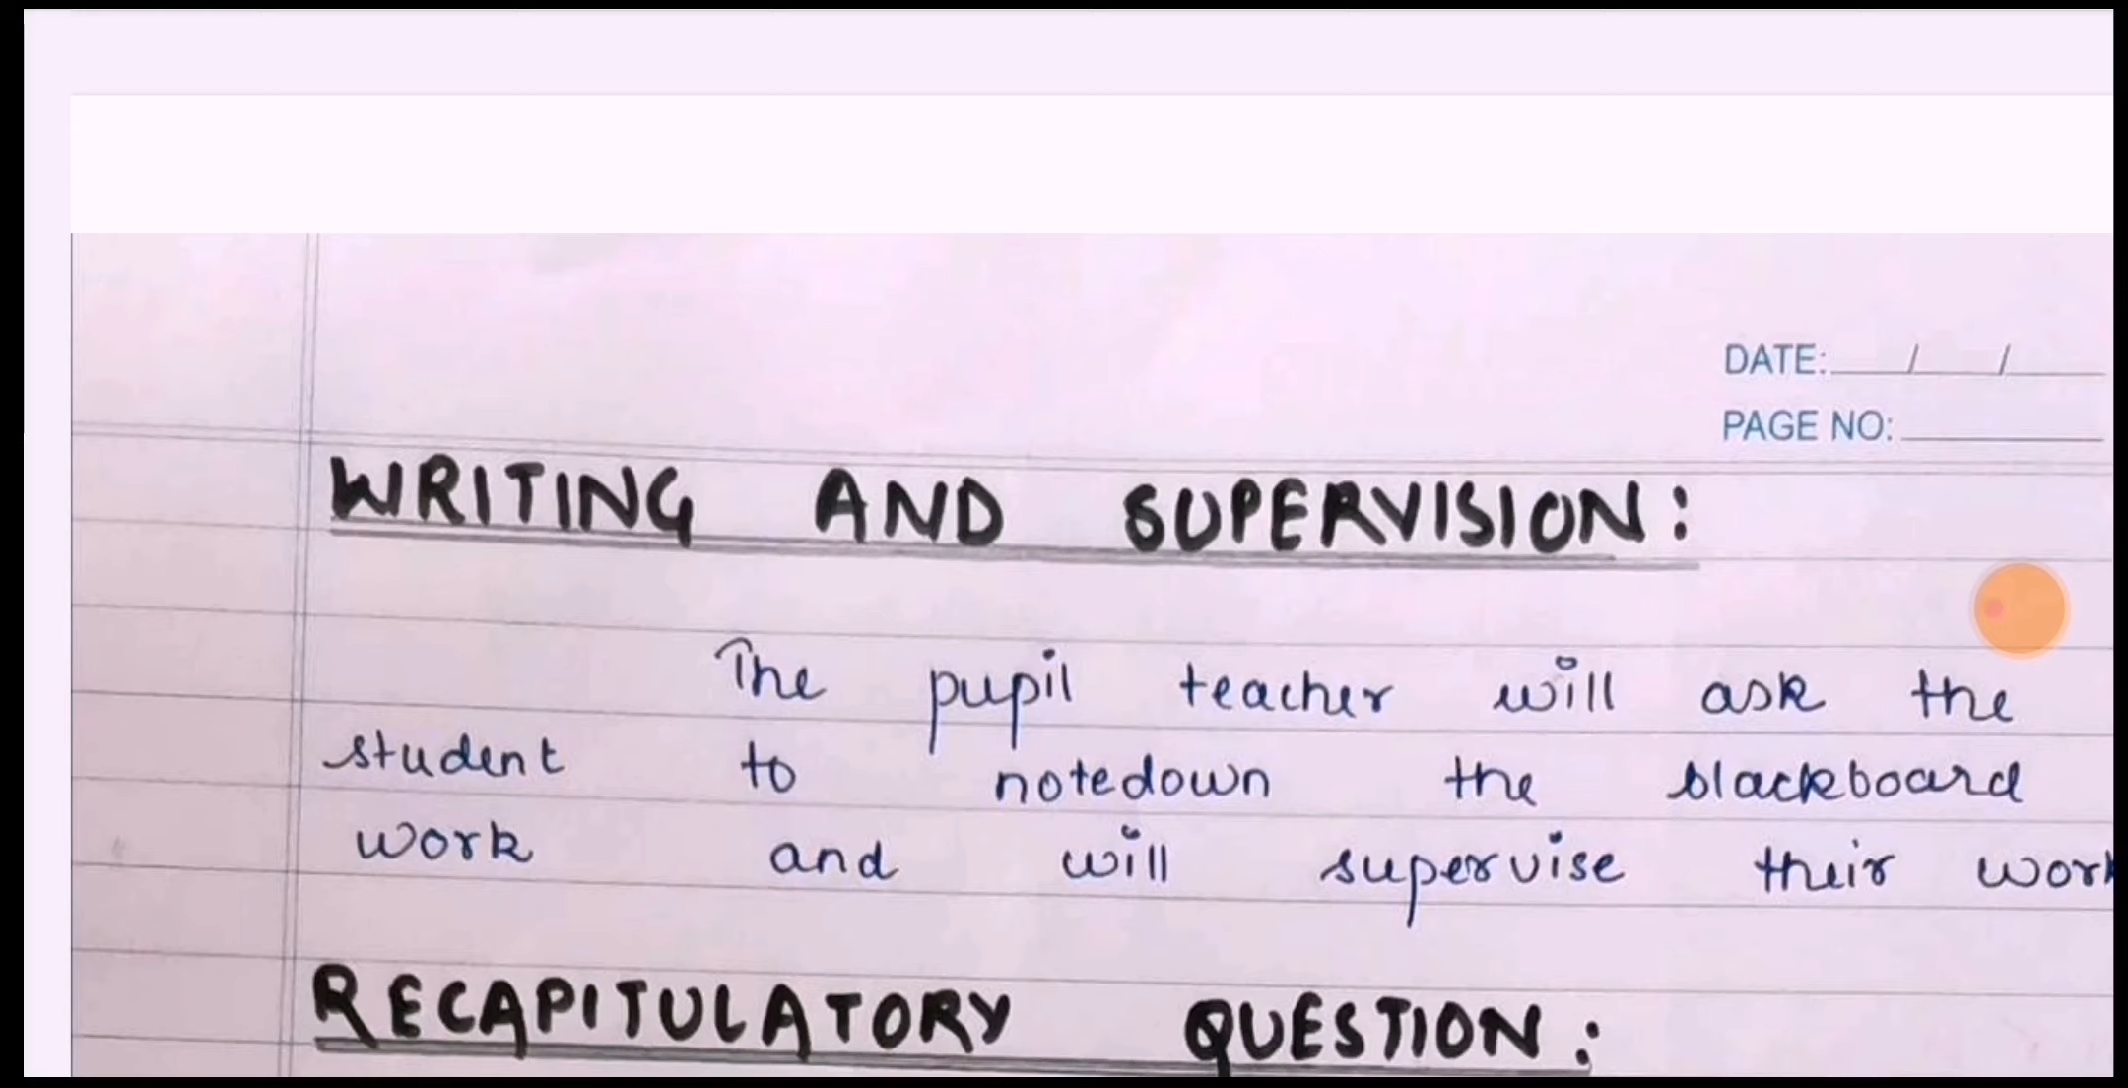 DATE: / /
PAGE NO:
WRITING AND SUPERVISION:
The pupil teacher will ask the
student to notedown the blackboard
work and will supervise their work
RECAPITULATORY QUESTION: